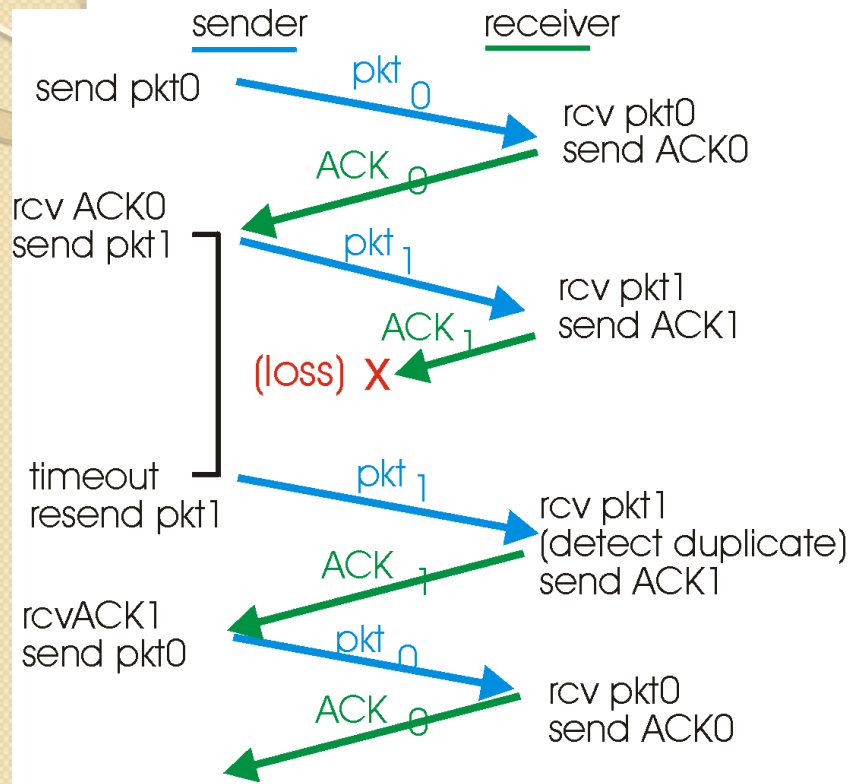 sender
receiver
send pkt0
pkt 0
rcv pkt0
send ACK0
ACK 0
rcv ACK0
send pkt1
pkt 1
rcv pkt1
send ACK1
ACK 1
(loss) X
timeout
resend pkt1
pkt 1
rcv pkt1
(detect duplicate)
send ACK1
ACK 1
rcvACK1
send pkt0
pkt 0
rcv pkt0
send ACK0
ACK 0